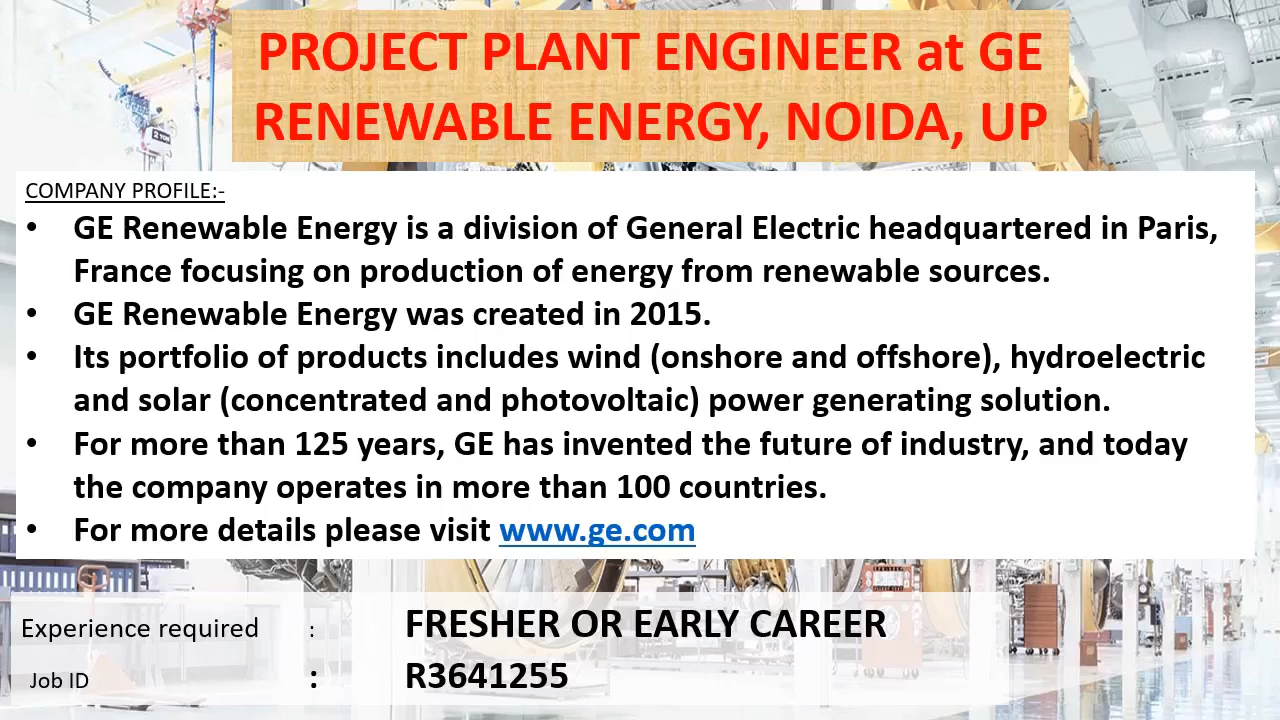 PROJECT PLANT ENGINEER at GE
RENEWABLE ENERGY, NOIDA, UP
2 TON
COMPANY PROFILE:-
• GE Renewable Energy is a division of General Electric headquartered in Paris,
France focusing on production of energy from renewable sources.
• GE Renewable Energy was created in 2015.
• Its portfolio of products includes wind (onshore and offshore), hydroelectric
and solar (concentrated and photovoltaic) power generating solution.
• For more than 125 years, GE has invented the future of industry, and today
the company operates in more than 100 countries.
• For more details please visit www.ge.com
Experience required : FRESHER OR EARLY CAREER
Job ID : R3641255